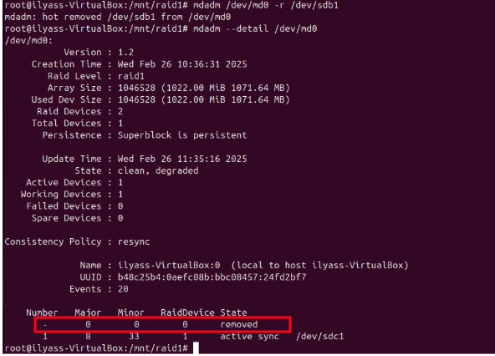 root@ilyass-VirtualBox:/mnt/raid1# mdadm /dev/md0 -r /dev/sdb1
mdadm: hot removed /dev/sdb1 from /dev/md0
root@ilyass-VirtualBox:/mnt/raid1# mdadm --detail /dev/md0
/dev/md0:
Version : 1.2
Creation Time : Wed Feb 26 10:36:31 2025
Raid Level : raid1
Array Size : 1046528 (1022.00 MiB 1071.64 MB)
Used Dev Size : 1046528 (1022.00 MiB 1071.64 MB)
Raid Devices : 2
Total Devices : 1
Persistence : Superblock is persistent
Update Time : Wed Feb 26 11:35:16 2025
State : clean, degraded
Active Devices : 1
Working Devices : 1
Failed Devices : 0
Spare Devices : 0
Consistency Policy : resync
Name : ilyass-VirtualBox:0 (local to host ilyass-VirtualBox)
UUID : b48c25b4:0aefc08b:bbc08457:24fd2bf7
Events : 20
Number Major Minor RaidDevice State
- 0 0 0 removed
1 8 33 1 active sync /dev/sdc1
root@ilyass-VirtualBox:/mnt/raid1#